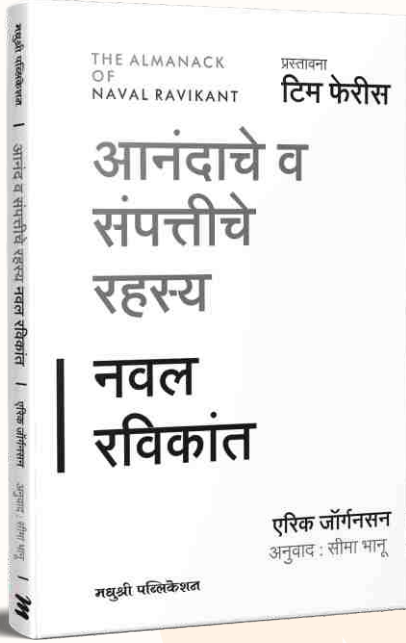 THE ALMANACK
OF
NAVAL RAVIKANT
प्रस्तावना
टिम फेरीस
आनंदाचे व
संपत्तीचे
रहस्य
नवल
रविकांत
एरिक जॉर्गनसन
अनुवाद : सीमा भानू
मधुश्री पब्लिकेशन
मधुश्री पब्लिकेशन | आनंद व संपत्तीचे रहस्य नवल रविकांत | एरिक जॉर्गनसन अनुवाद : सीमा भानू |